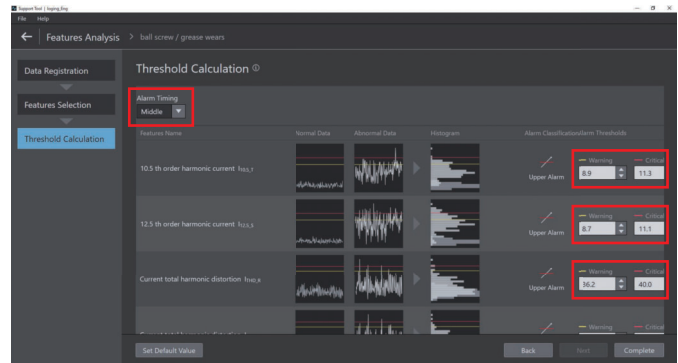 Support Tool | loging_Eng
File Help
Features Analysis > ball screw / grease wears
Data Registration
Features Selection
Threshold Calculation
Threshold Calculation
Alarm Timing
Middle
Features Name Normal Data Abnormal Data Histogram Alarm Classification Alarm Thresholds
10.5 th order harmonic current I10.5_T Upper Alarm Warning 8.9 Critical 11.3
12.5 th order harmonic current Upper Alarm Warning 8.7 Critical 11.1
Current total harmonic distortion Upper Alarm Warning 36.2 Critical 40.0
Warning Critical
Set Default Value Back Next Complete